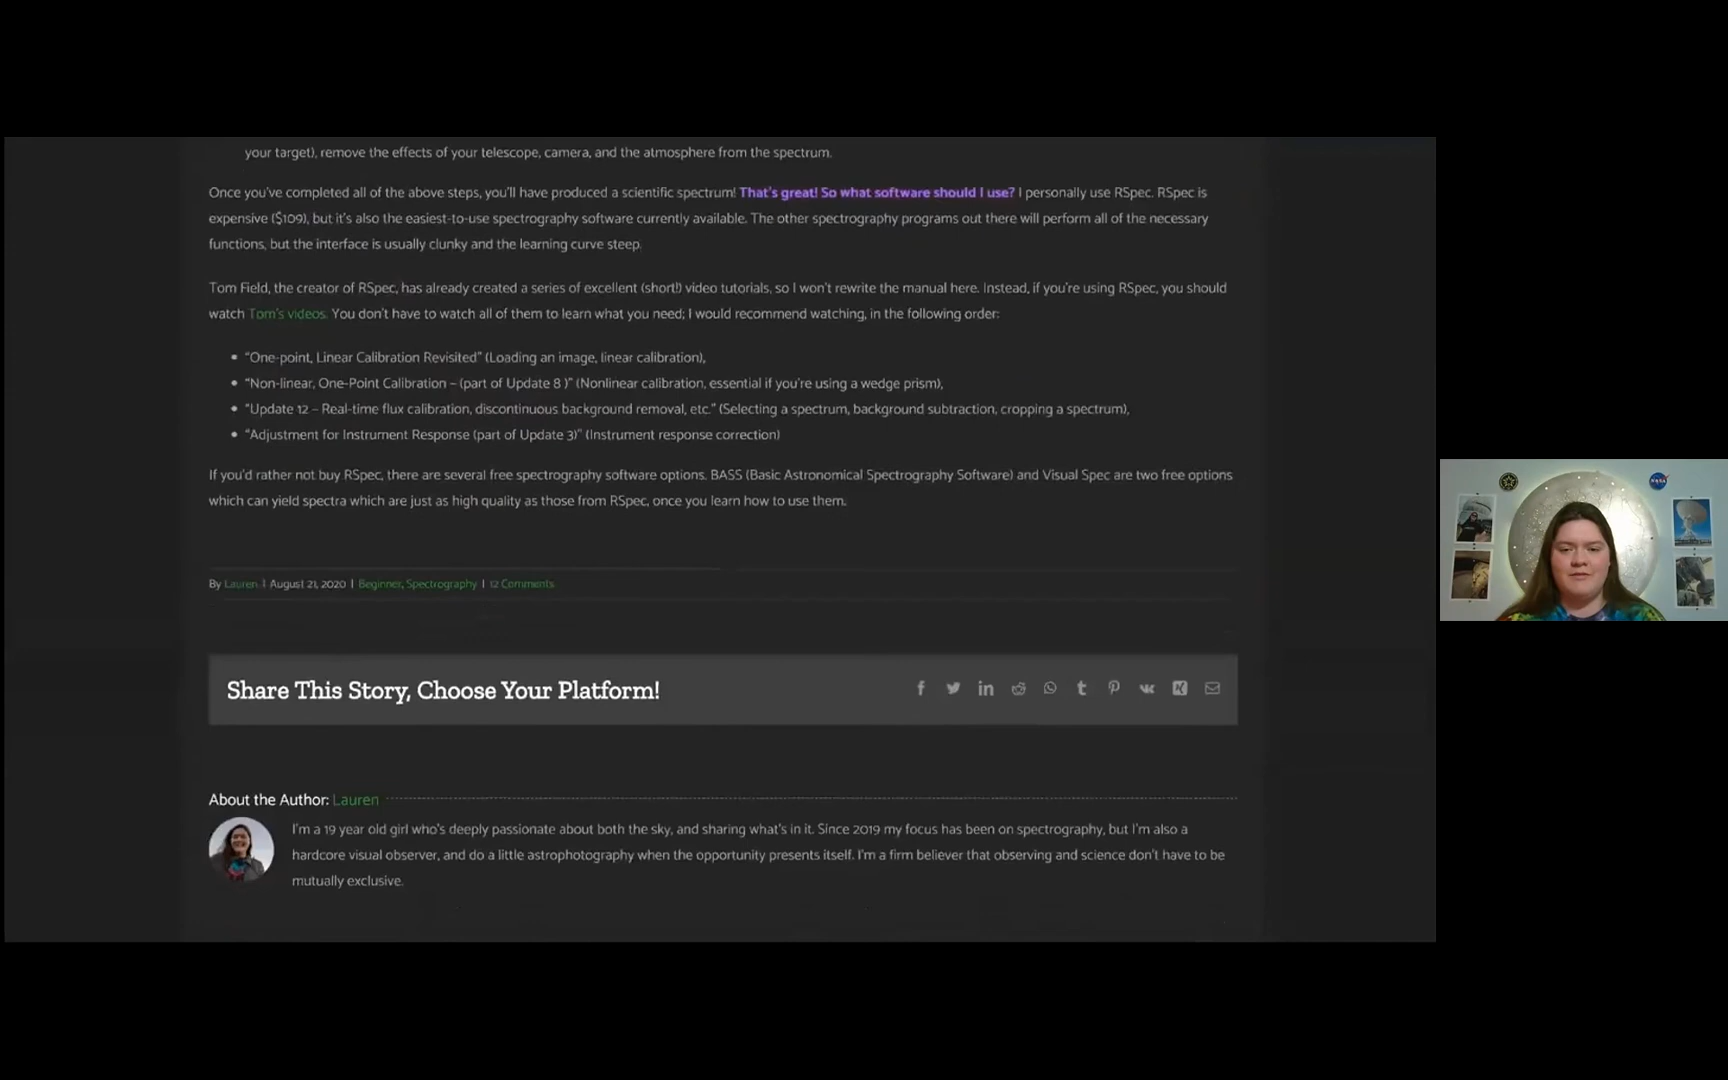 your target), remove the effects of your telescope, camera, and the atmosphere from the spectrum.
Once you've completed all of the above steps, you'll have produced a scientific spectrum! That's great! So what software should I use? I personally use RSpec. RSpec is
expensive ($109), but it's also the easiest-to-use spectrography software currently available. The other spectrography programs out there will perform all of the necessary
functions, but the interface is usually clunky and the learning curve steep.
Tom Field, the creator of RSpec, has already created a series of excellent (short!) video tutorials, so I won't rewrite the manual here. Instead, if you're using RSpec, you should
watch Tom's videos. You don't have to watch all of them to learn what you need; I would recommend watching, in the following order:
• "One-point, Linear Calibration Revisited" (Loading an image, linear calibration),
• "Non-linear, One-Point Calibration – (part of Update 8 )" (Nonlinear calibration, essential if you're using a wedge prism),
• "Update 12 – Real-time flux calibration, discontinuous background removal, etc." (Selecting a spectrum, background subtraction, cropping a spectrum),
• "Adjustment for Instrument Response (part of Update 3)" (Instrument response correction)
If you'd rather not buy RSpec, there are several free spectrography software options. BASS (Basic Astronomical Spectrography Software) and Visual Spec are two free options
which can yield spectra which are just as high quality as those from RSpec, once you learn how to use them.
By Lauren | August 21, 2020 | Beginner, Spectrography | 12 Comments
Share This Story, Choose Your Platform!
About the Author: Lauren
I'm a 19 year old girl who's deeply passionate about both the sky, and sharing what's in it. Since 2019 my focus has been on spectrography, but I'm also a
hardcore visual observer, and do a little astrophotography when the opportunity presents itself. I'm a firm believer that observing and science don't have to be
mutually exclusive.
NASA